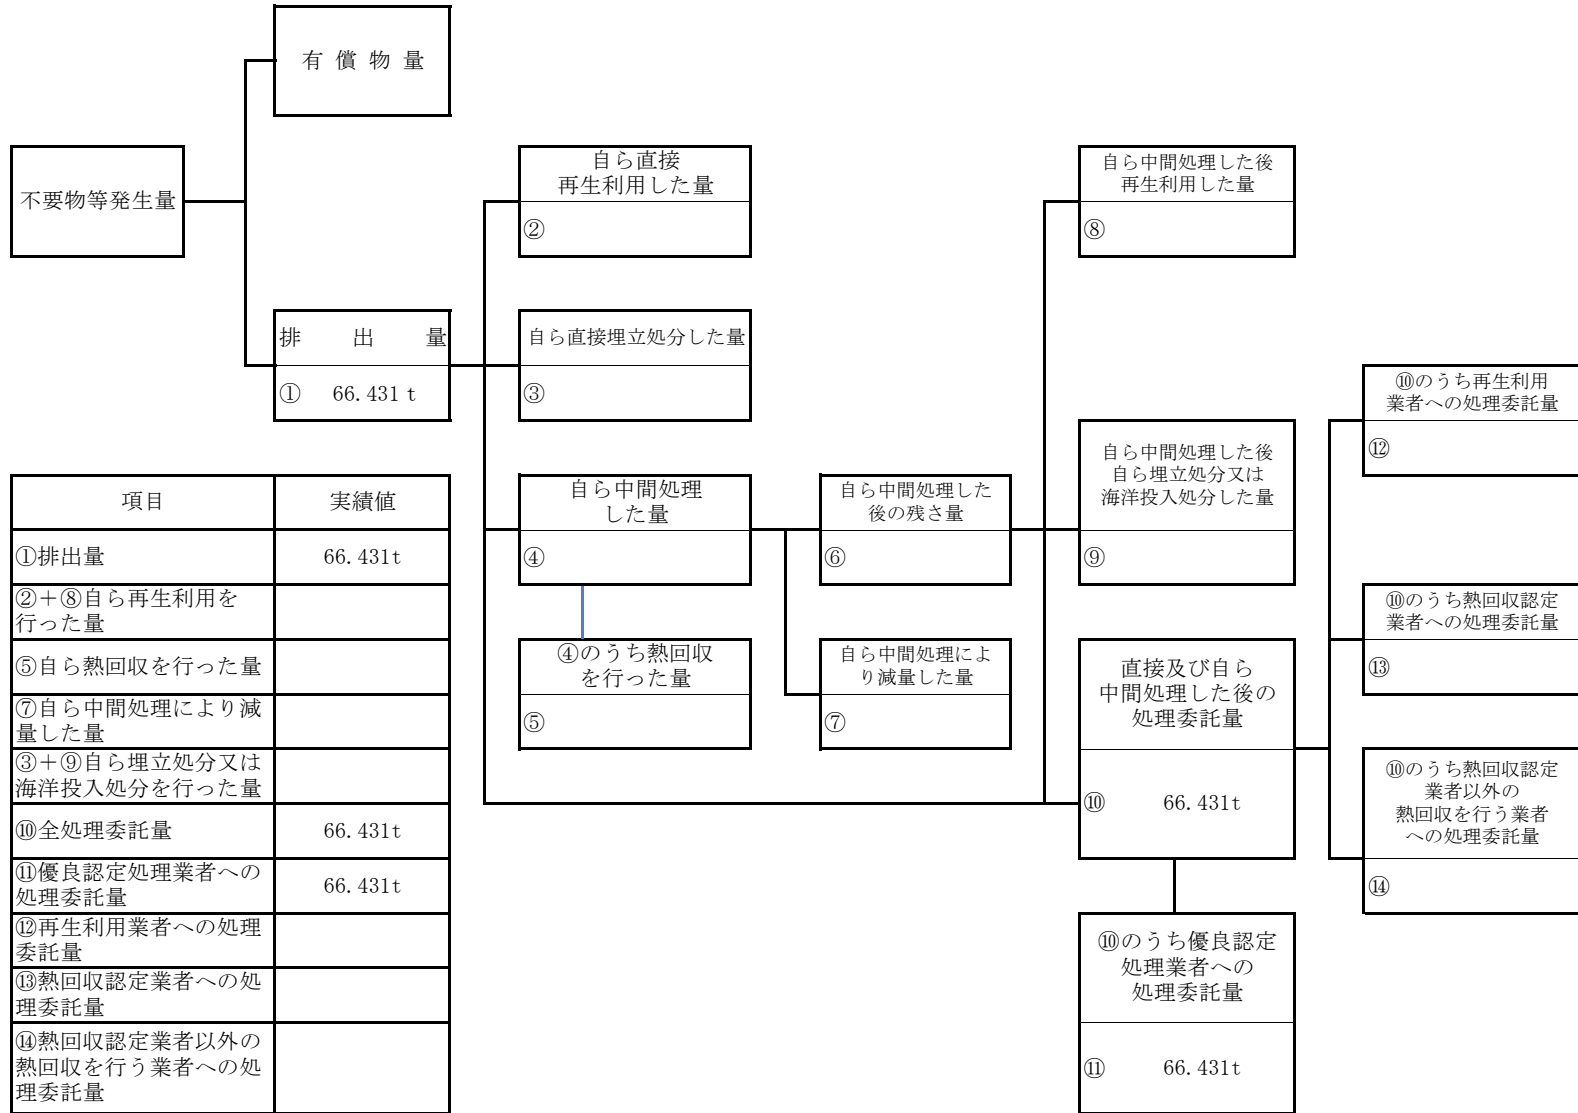 有 償 物 量
不要物等発生量
自ら直接
再生利用した量
②
自ら中間処理した後
再生利用した量
⑧
排 出 量
① 66.431 t
自ら直接埋立処分した量
③
⑩のうち再生利用
業者への処理委託量
⑫
自ら中間処理した後
自ら埋立処分又は
海洋投入処分した量
⑨
自ら中間処理
した量
④
自ら中間処理した
後の残さ量
⑥
④のうち熱回収
を行った量
⑤
自ら中間処理によ
り減量した量
⑦
直接及び自ら
中間処理した後の
処理委託量
⑩ 66.431t
⑩のうち熱回収認定
業者への処理委託量
⑬
⑩のうち熱回収認定
業者以外の
熱回収を行う業者
への処理委託量
⑭
⑩のうち優良認定
処理業者への
処理委託量
⑪ 66.431t
項目 実績値
①排出量 66.431t
②＋⑧自ら再生利用を
行った量
⑤自ら熱回収を行った量
⑦自ら中間処理により減
量した量
③＋⑨自ら埋立処分又は
海洋投入処分を行った量
⑩全処理委託量 66.431t
⑪優良認定処理業者への
処理委託量 66.431t
⑫再生利用業者への処理
委託量
⑬熱回収認定業者への処
理委託量
⑭熱回収認定業者以外の
熱回収を行う業者への処
理委託量